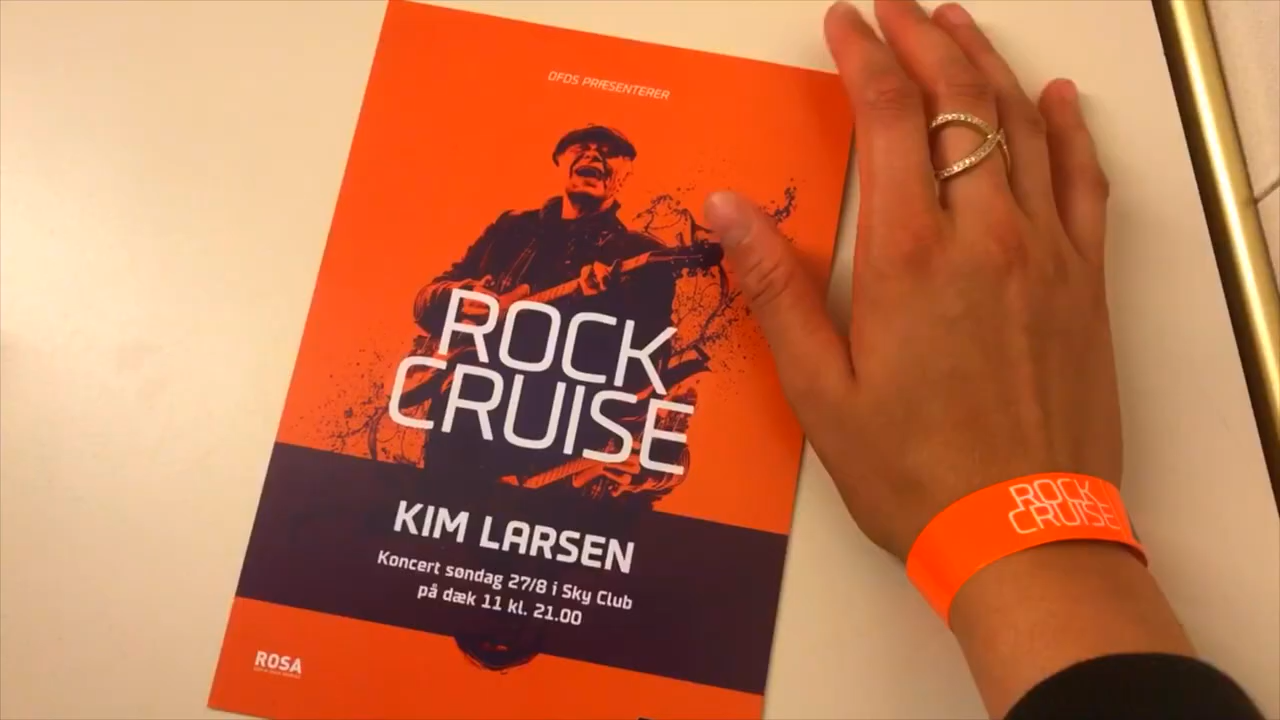 DFDS PRÆSENTERER
ROCK
CRUISE
KIM LARSEN
Koncert søndag 27/8 i Sky Club
på dæk 11 kl. 21.00
ROSA
ROCK
CRUISE